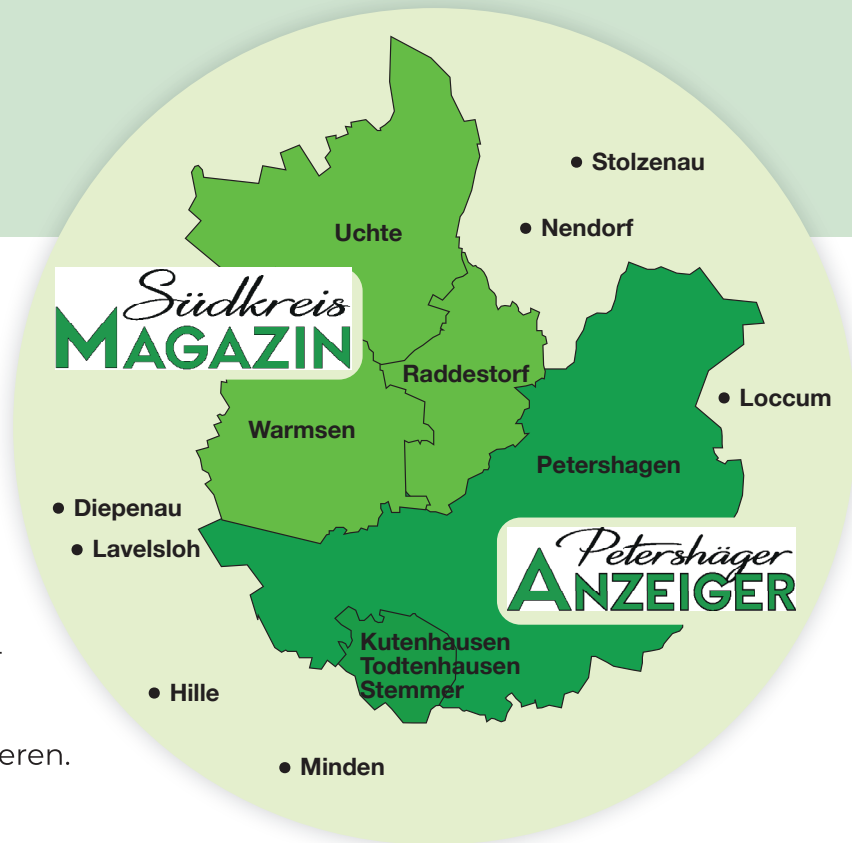 Stolzenau
Nendorf
Uchte
Südkreis
MAGAZIN
Raddestorf
Loccum
Warmsen
Petershagen
Diepenau
Lavelsloh
Petershäger
ANZEIGER
Kutenhausen
Todtenhausen
Stemmer
Hille
eren.
Minden